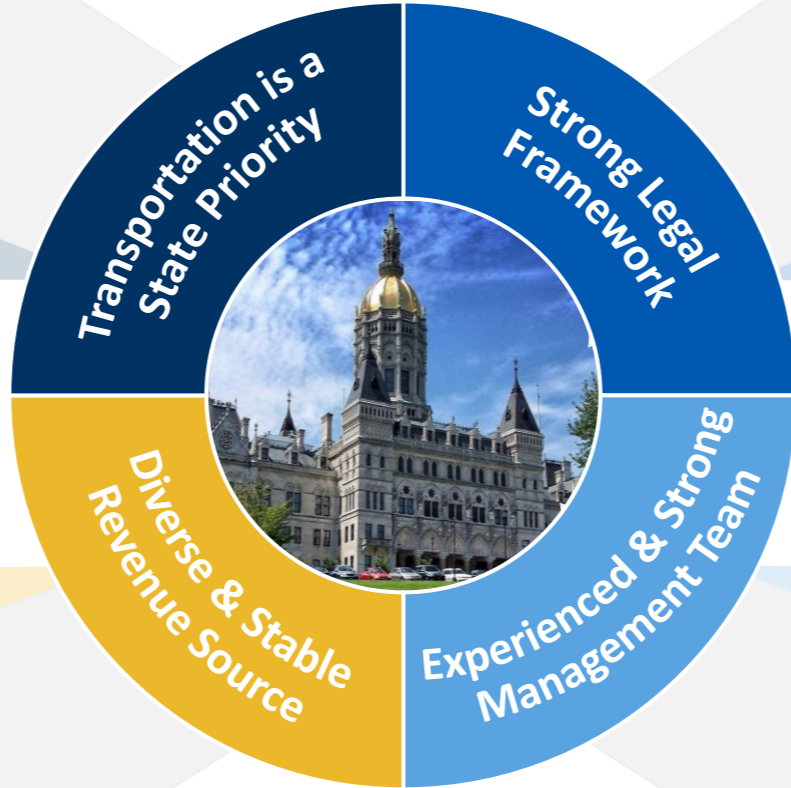 Transportation is a
State Priority
Strong Legal
Framework
Diverse & Stable
Revenue Source
Experienced & Strong
Management Team